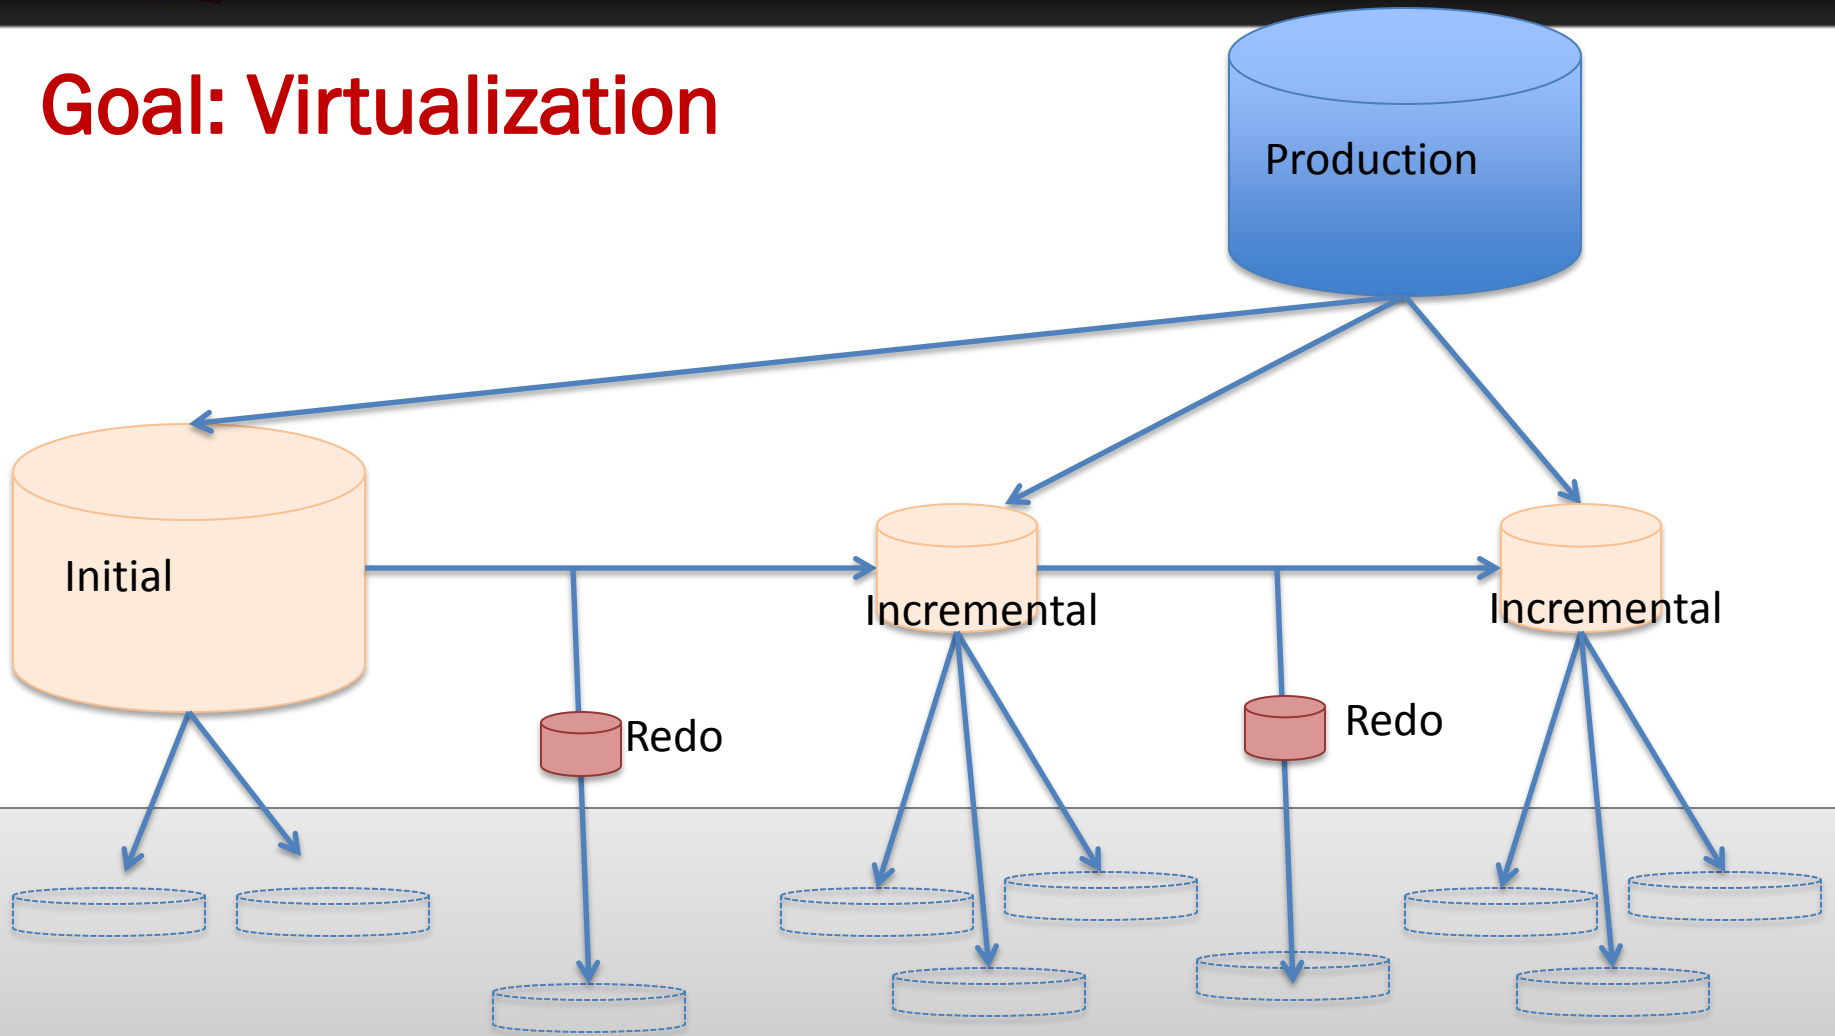 Goal: Virtualization
Production
Initial
Incremental
Incremental
Redo
Redo